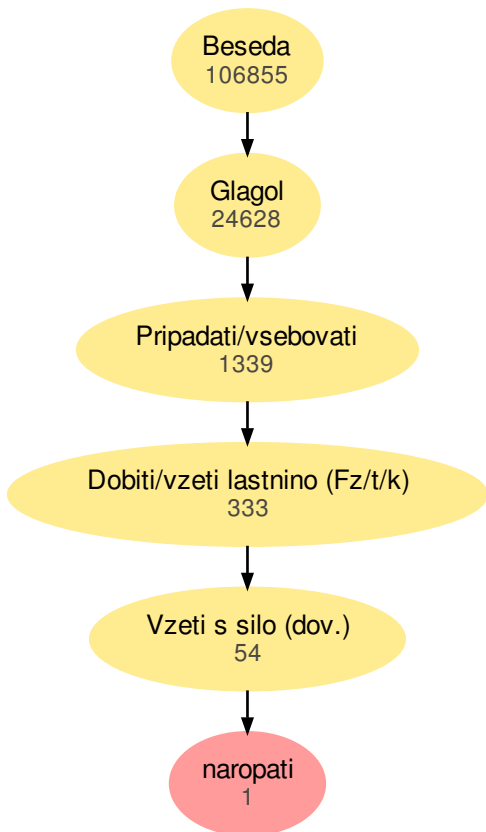 Beseda
106855
Glagol
24628
Pripadati/vsebovati
1339
Dobiti/vzeti lastnino (Fz/t/k)
333
Vzeti s silo (dov.)
54
naropati
1